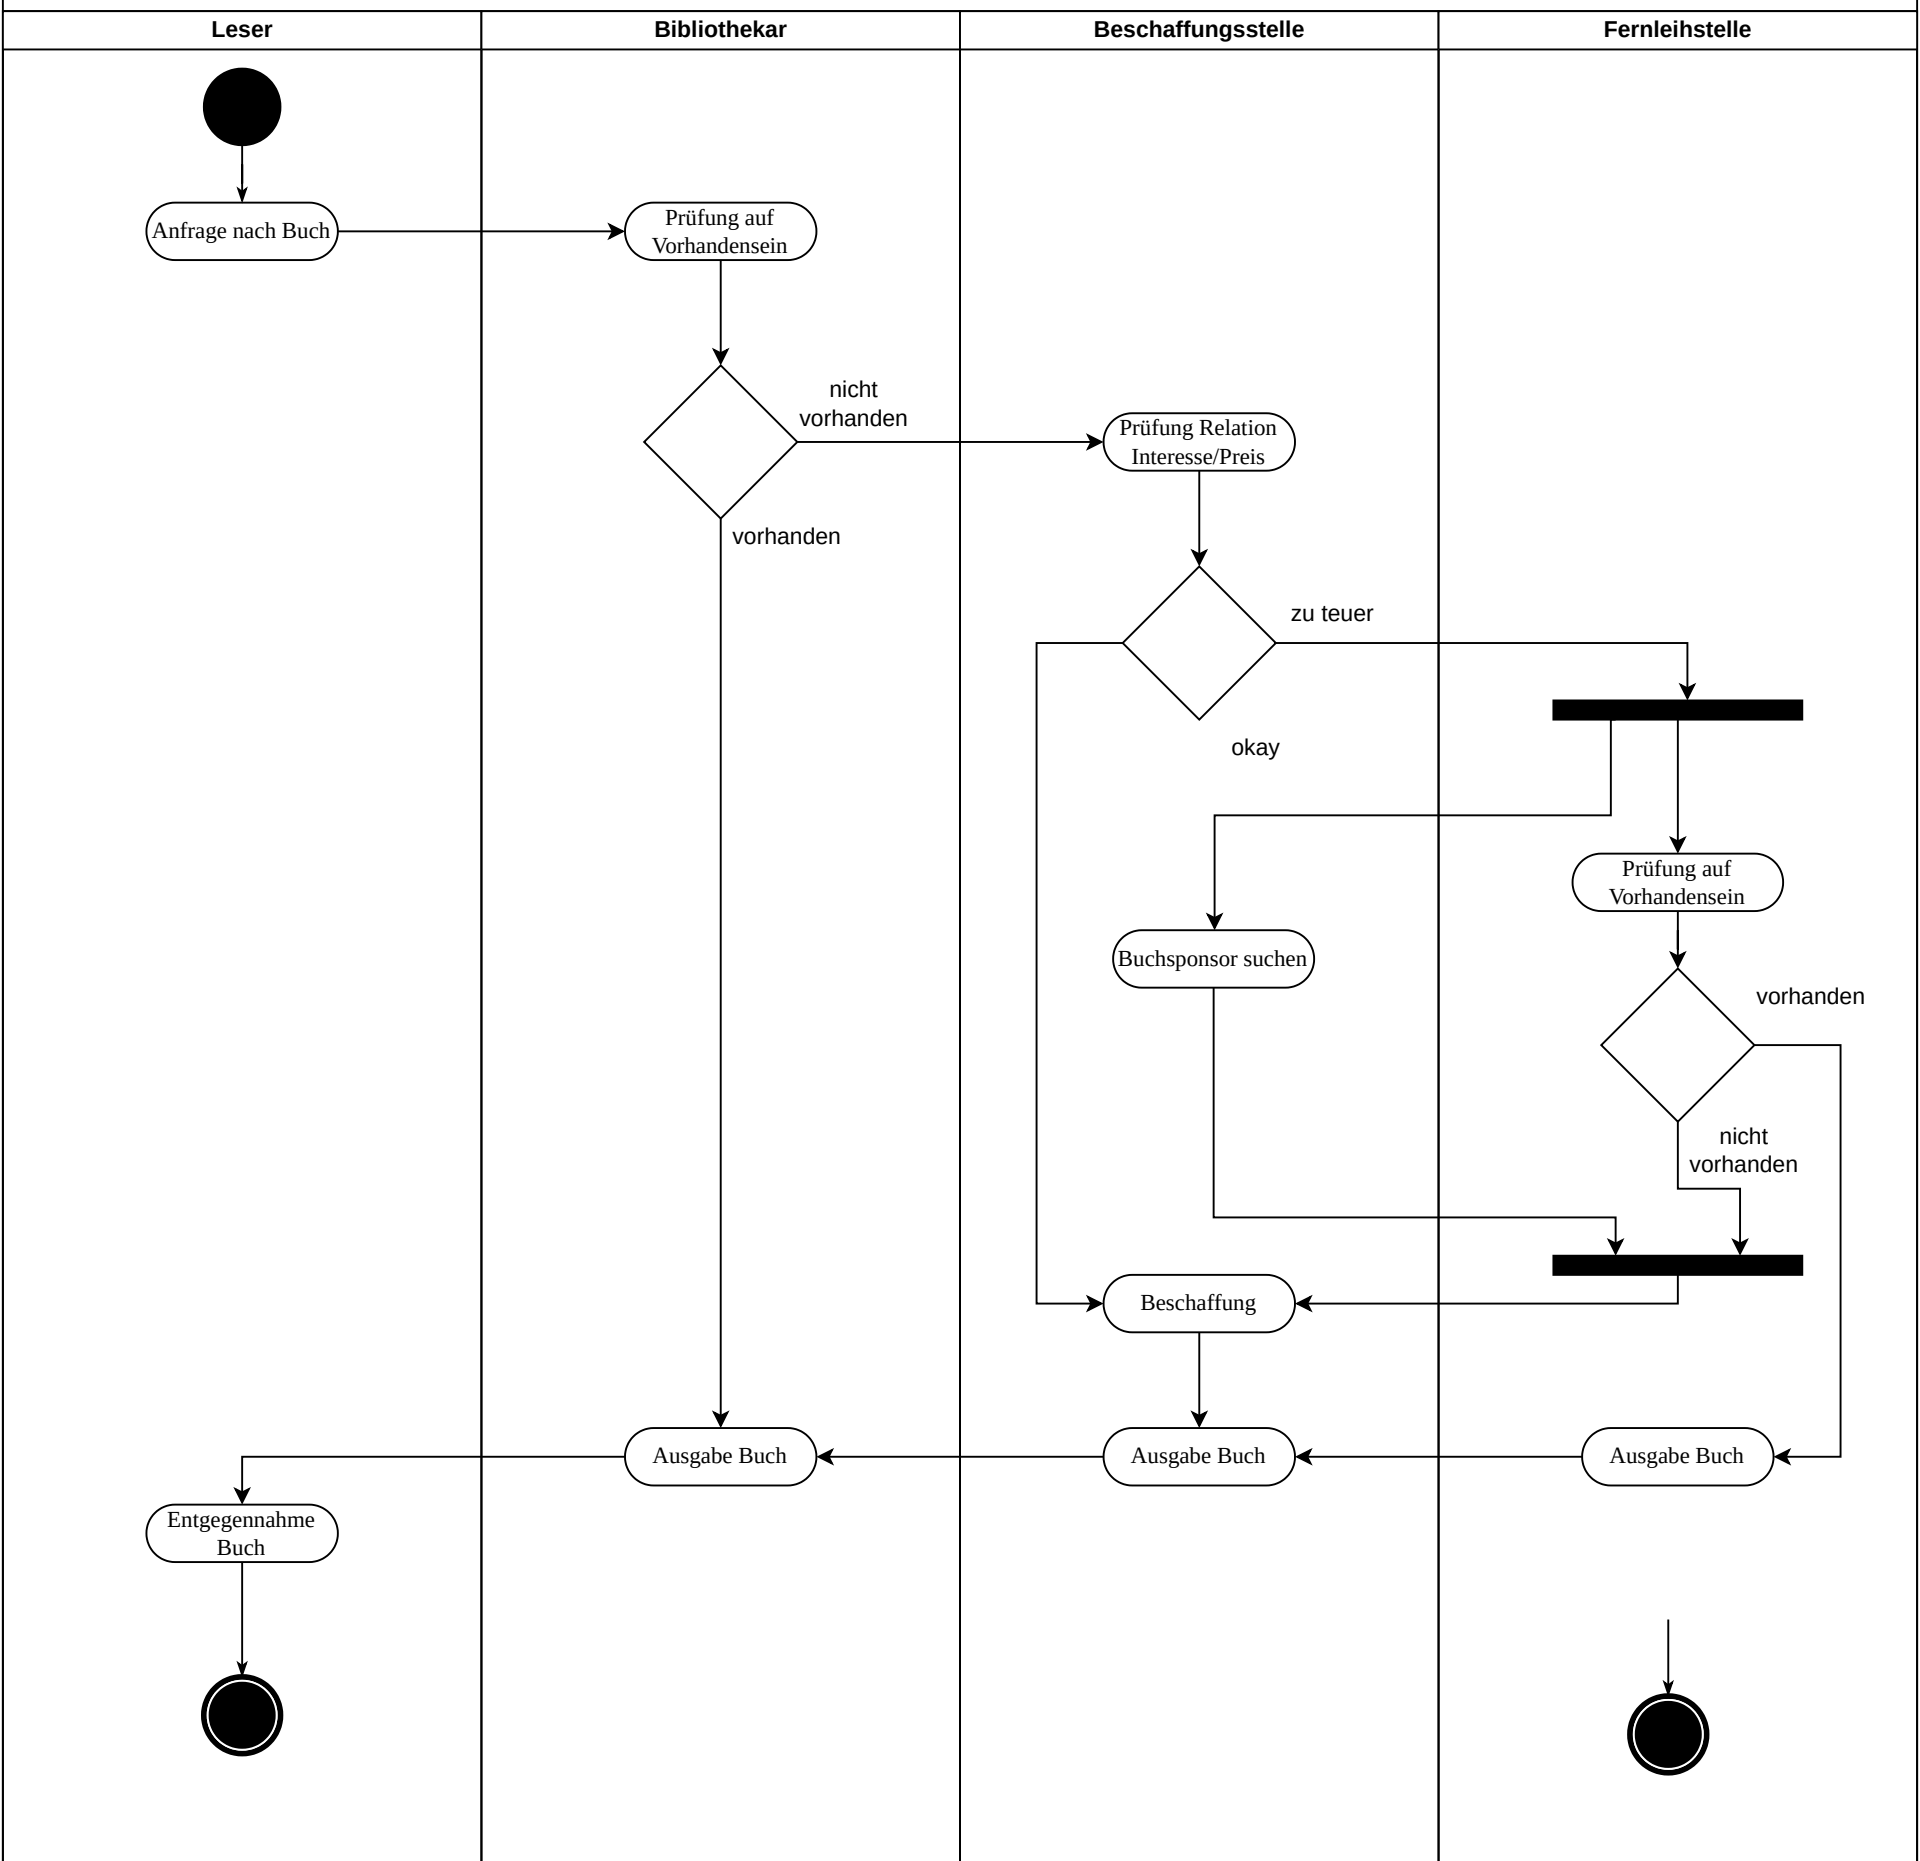 Leser
Bibliothekar
Beschaffungsstelle
Fernleihstelle
Anfrage nach Buch
Prüfung auf
Vorhandensein
nicht
vorhanden
vorhanden
Prüfung Relation
Interesse/Preis
zu teuer
okay
Prüfung auf
Vorhandensein
Buchsponsor suchen
vorhanden
nicht
vorhanden
Beschaffung
Ausgabe Buch
Ausgabe Buch
Ausgabe Buch
Entgegennahme
Buch